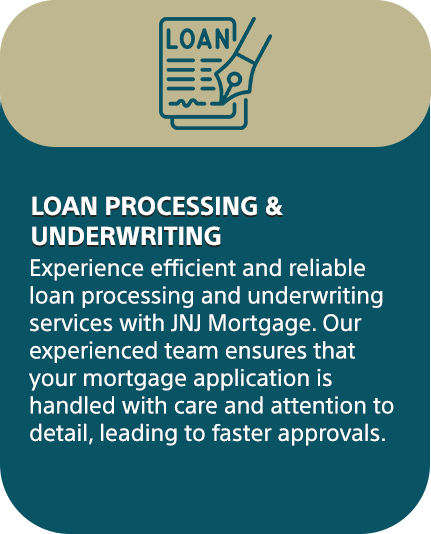 LOAN
LOAN PROCESSING &
UNDERWRITING
Experience efficient and reliable
loan processing and underwriting
services with JNJ Mortgage. Our
experienced team ensures that
your mortgage application is
handled with care and attention to
detail, leading to faster approvals.